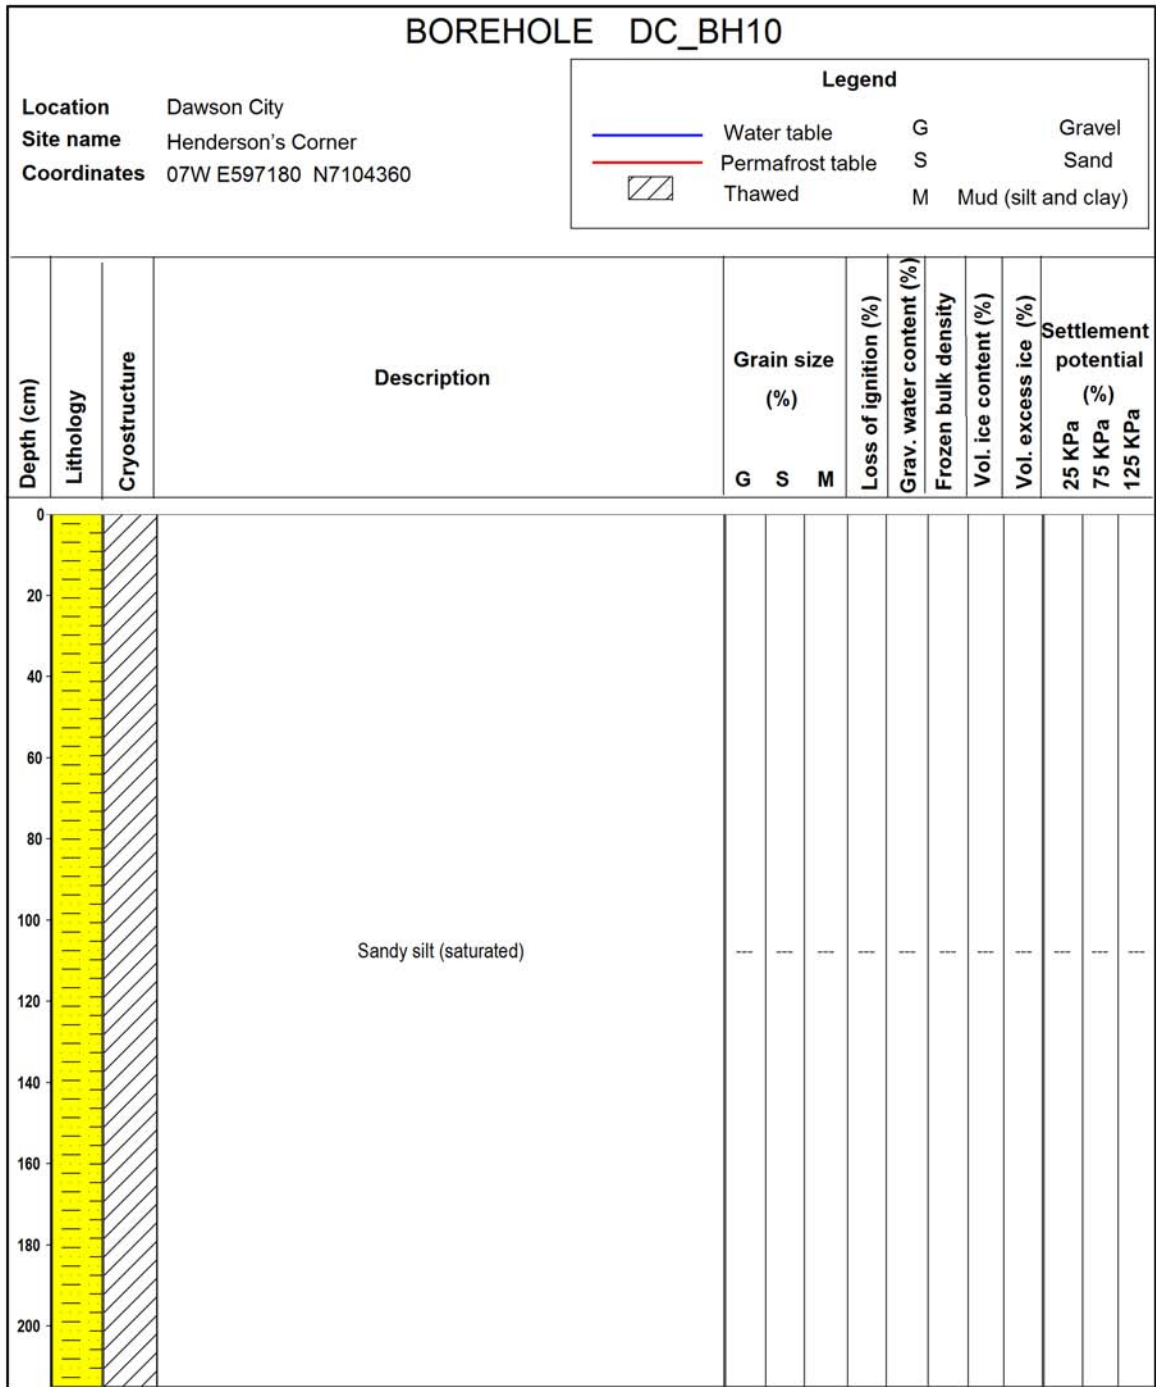 BOREHOLE DC_BH10
Location Dawson City
Site name Henderson's Corner
Coordinates 07W E597180 N7104360
Legend
Water table G Gravel
Permafrost table S Sand
Thawed M Mud (silt and clay)
Depth (cm)
Lithology
Cryostructure
Description
Grain size
(%)
G S M
Loss of ignition (%)
Grav. water content (%)
Frozen bulk density
Vol. ice content (%)
Vol. excess ice (%)
Settlement
potential
(%)
25 KPa
75 KPa
125 KPa
0
20
40
60
80
100
Sandy silt (saturated) --- --- --- --- --- --- --- --- --- --- ---
120
140
160
180
200